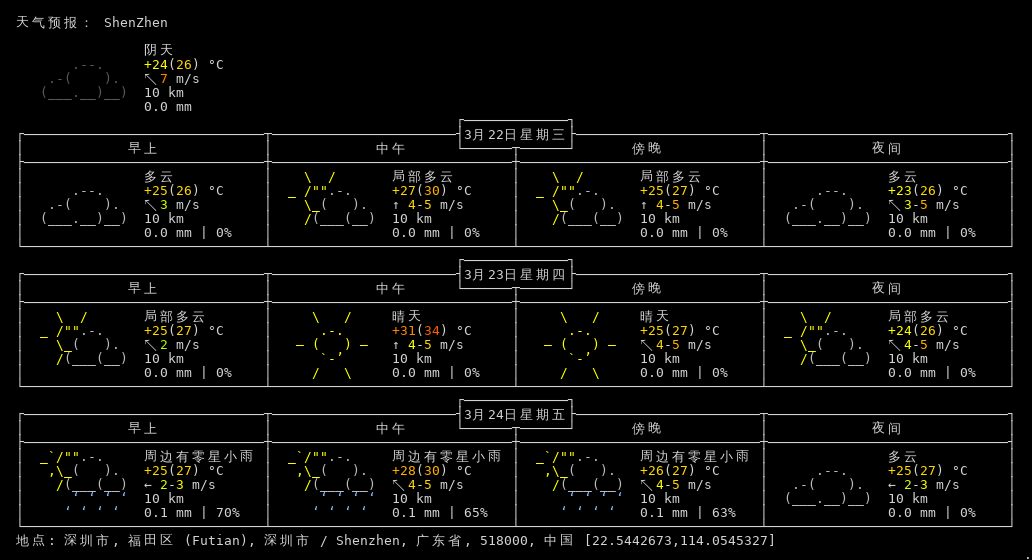 天气预报： ShenZhen
阴天
+24(26) °C
↖ 7 m/s
10 km
0.0 mm
3月22日星期三
早上 中午 傍晚 夜间
多云 局部多云 局部多云 多云
+25(26) °C +27(30) °C +25(27) °C +23(26) °C
↖ 3 m/s ↑ 4-5 m/s ↑ 4-5 m/s ↖ 3-5 m/s
10 km 10 km 10 km 10 km
0.0 mm | 0% 0.0 mm | 0% 0.0 mm | 0% 0.0 mm | 0%
3月23日星期四
早上 中午 傍晚 夜间
局部多云 晴天 晴天 局部多云
+25(27) °C +31(34) °C +25(27) °C +24(26) °C
↖ 2 m/s ↑ 4-5 m/s ↖ 4-5 m/s ↖ 4-5 m/s
10 km 10 km 10 km 10 km
0.0 mm | 0% 0.0 mm | 0% 0.0 mm | 0% 0.0 mm | 0%
3月24日星期五
早上 中午 傍晚 夜间
周边有零星小雨 周边有零星小雨 周边有零星小雨 多云
+25(27) °C +28(30) °C +26(27) °C +25(27) °C
← 2-3 m/s ↖ 4-5 m/s ↖ 4-5 m/s ← 2-3 m/s
10 km 10 km 10 km 10 km
0.1 mm | 70% 0.1 mm | 65% 0.1 mm | 63% 0.0 mm | 0%
地点: 深圳市, 福田区 (Futian), 深圳市 / Shenzhen, 广东省, 518000, 中国 [22.5442673,114.0545327]